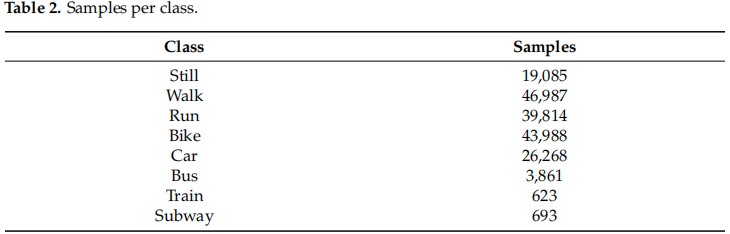 Table 2. Samples per class.
Class Samples
Still 19,085
Walk 46,987
Run 39,814
Bike 43,988
Car 26,268
Bus 3,861
Train 623
Subway 693